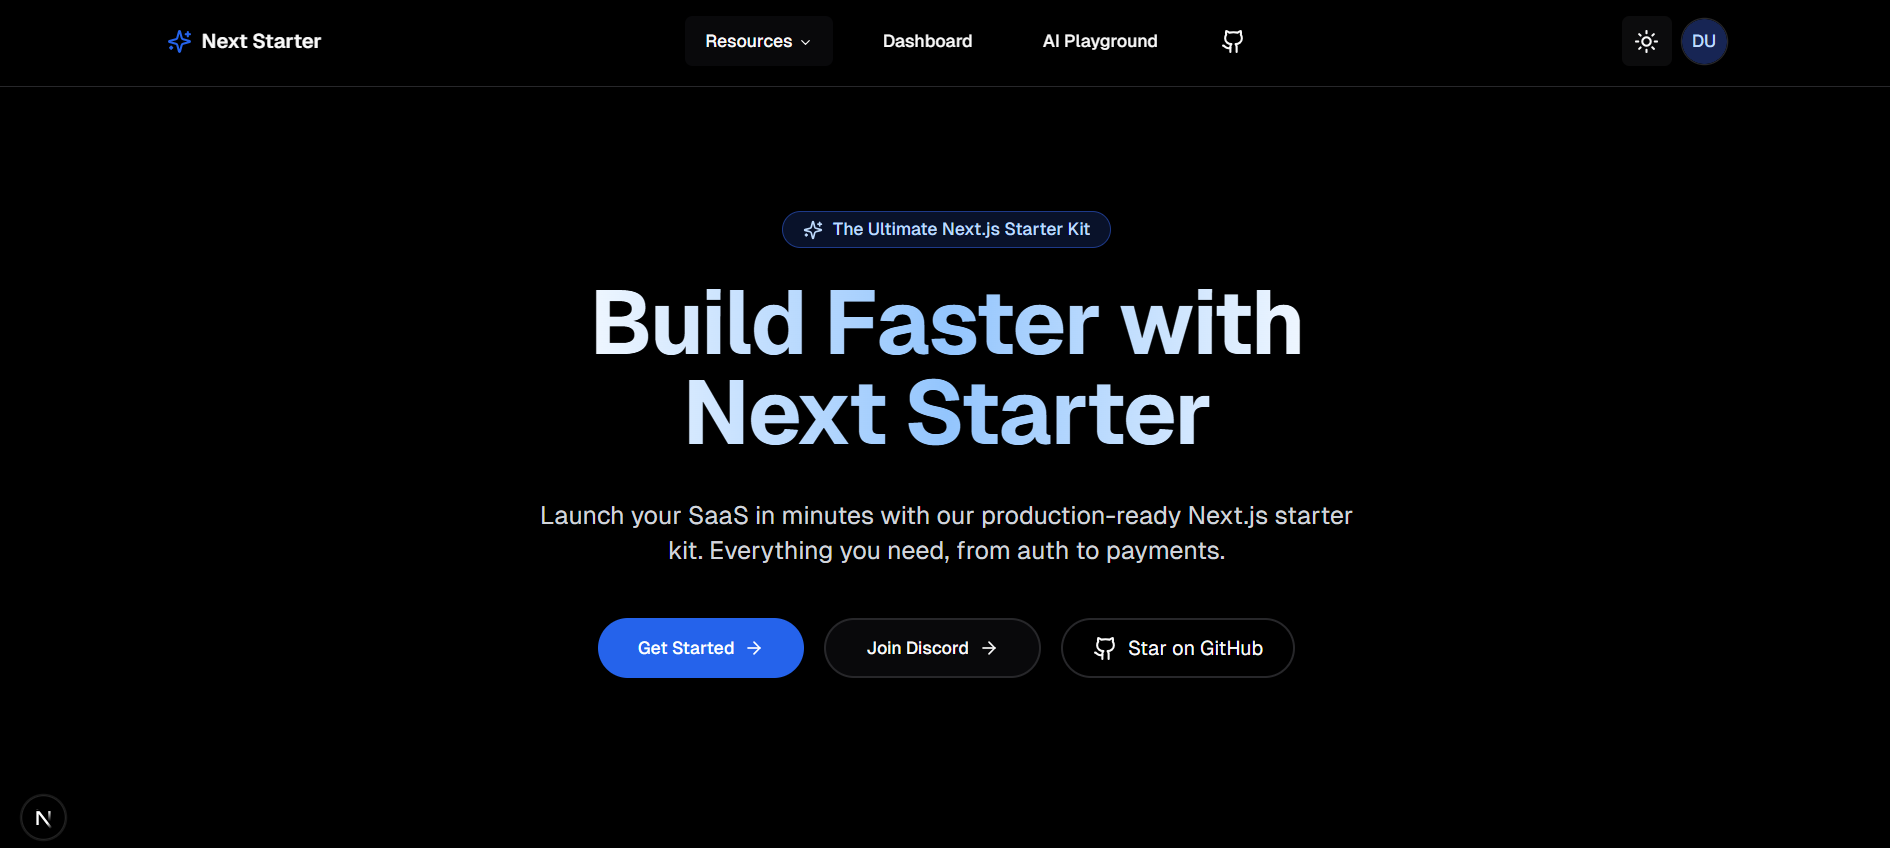 Next Starter
Resources
Dashboard
AI Playground
DU
The Ultimate Next.js Starter Kit
Build Faster with
Next Starter
Launch your SaaS in minutes with our production-ready Next.js starter
kit. Everything you need, from auth to payments.
Get Started
Join Discord
Star on GitHub
N